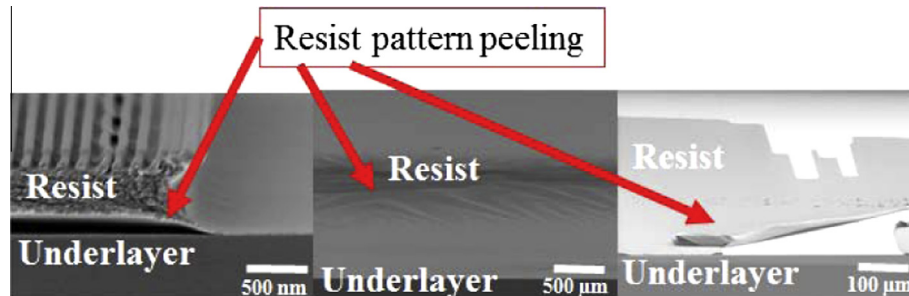 Resist pattern peeling
Resist
Underlayer
500 nm
Resist
Underlayer
500 µm
Resist
Underlayer
100 µm